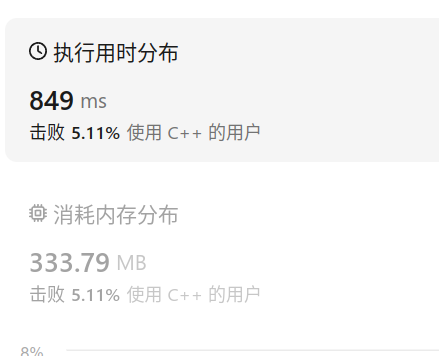 执行用时分布
849 ms
击败 5.11% 使用 C++ 的用户
消耗内存分布
333.79 MB
击败 5.11% 使用 C++ 的用户
8%